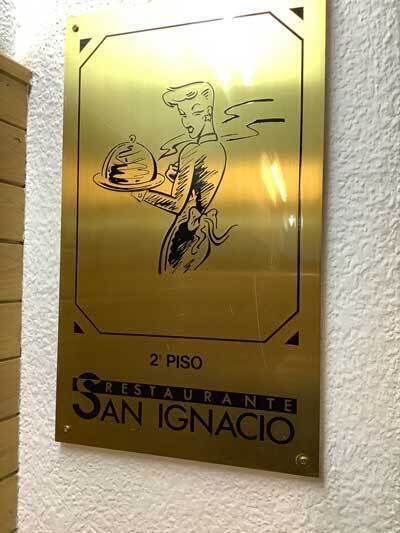 2º PISO
RESTAURANTE
SAN IGNACIO